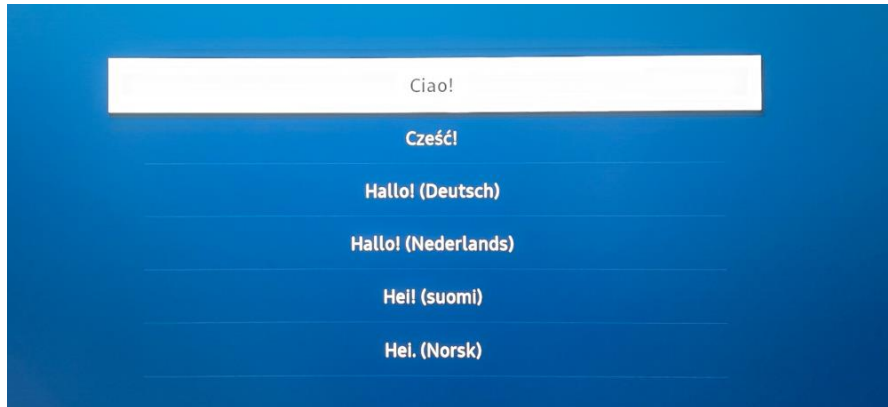 Ciao!
Cześć!
Hallo! (Deutsch)
Hallo! (Nederlands)
Hei! (suomi)
Hei. (Norsk)